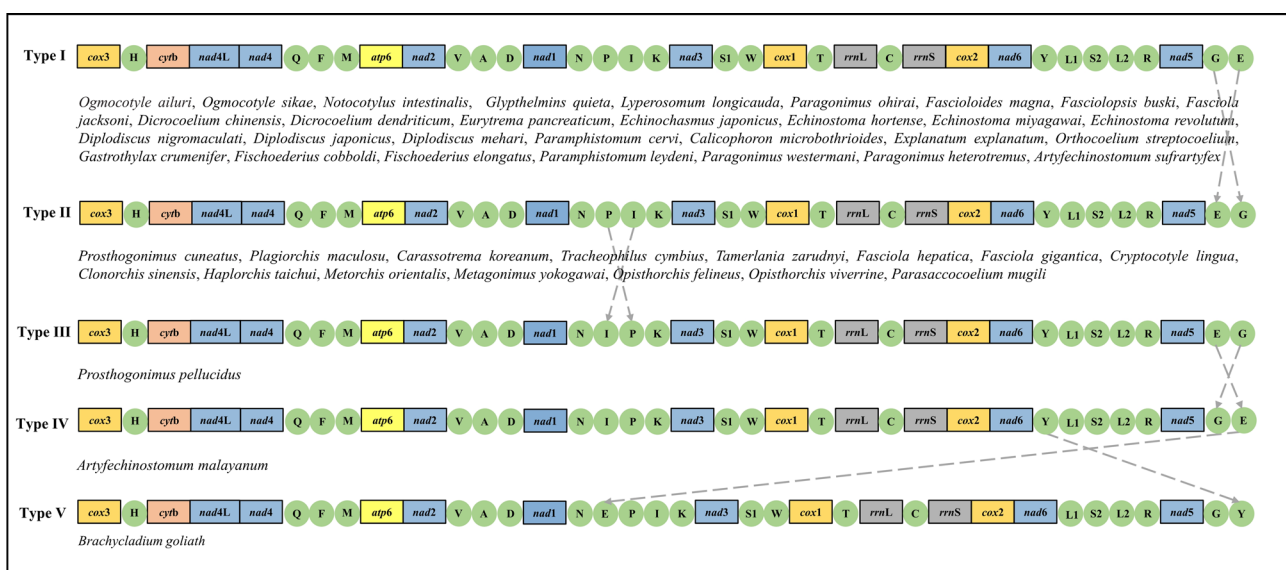 Type I cox3 H cytb nad4L nad4 Q F M atp6 nad2 V A D nad1 N P I K nad3 S1 W cox1 T rrnL C rrnS cox2 nad6 Y L1 S2 L2 R nad5 G E
Ogmocotyle ailuri, Ogmocotyle sikae, Notocotylus intestinalis, Glypthelmins quieta, Lyperosomum longicauda, Paragonimus ohirai, Fascioloides magna, Fasciolopsis buski, Fasciola
jacksoni, Dicrocoelium chinensis, Dicrocoelium dendriticum, Eurytrema pancreaticum, Echinochasmus japonicus, Echinostoma hortense, Echinostoma miyagawai, Echinostoma revolutum,
Diplodiscus nigromaculati, Diplodiscus japonicus, Diplodiscus mehari, Paramphistomum cervi, Calicophoron microbothrioides, Explanatum explanatum, Orthocoelium streptocoelium,
Gastrothylax crumenifer, Fischoederius cobboldi, Fischoederius elongatus, Paramphistomum leydeni, Paragonimus westermani, Paragonimus heterotremus, Artyfechinostomum sufrartyfex
Type II cox3 H cytb nad4L nad4 Q F M atp6 nad2 V A D nad1 N P I K nad3 S1 W cox1 T rrnL C rrnS cox2 nad6 Y L1 S2 L2 R nad5 E G
Prosthogonimus cuneatus, Plagiorchis maculosu, Carassotrema koreanum, Tracheophilus cymbius, Tamerlania zarudnyi, Fasciola hepatica, Fasciola gigantica, Cryptocotyle lingua,
Clonorchis sinensis, Haplorchis taichui, Metorchis orientalis, Metagonimus yokogawai, Opisthorchis felineus, Opisthorchis viverrine, Parasaccocoelium mugili
Type III cox3 H cytb nad4L nad4 Q F M atp6 nad2 V A D nad1 N I P K nad3 S1 W cox1 T rrnL C rrnS cox2 nad6 Y L1 S2 L2 R nad5 E G
Prosthogonimus pellucidus
Type IV cox3 H cytb nad4L nad4 Q F M atp6 nad2 V A D nad1 N I P K nad3 S1 W cox1 T rrnL C rrnS cox2 nad6 Y L1 S2 L2 R nad5 G E
Artyfechinostomum malayanum
Type V cox3 H cytb nad4L nad4 Q F M atp6 nad2 V A D nad1 N E P I K nad3 S1 W cox1 T rrnL C rrnS cox2 nad6 L1 S2 L2 R nad5 G Y
Brachycladium goliath